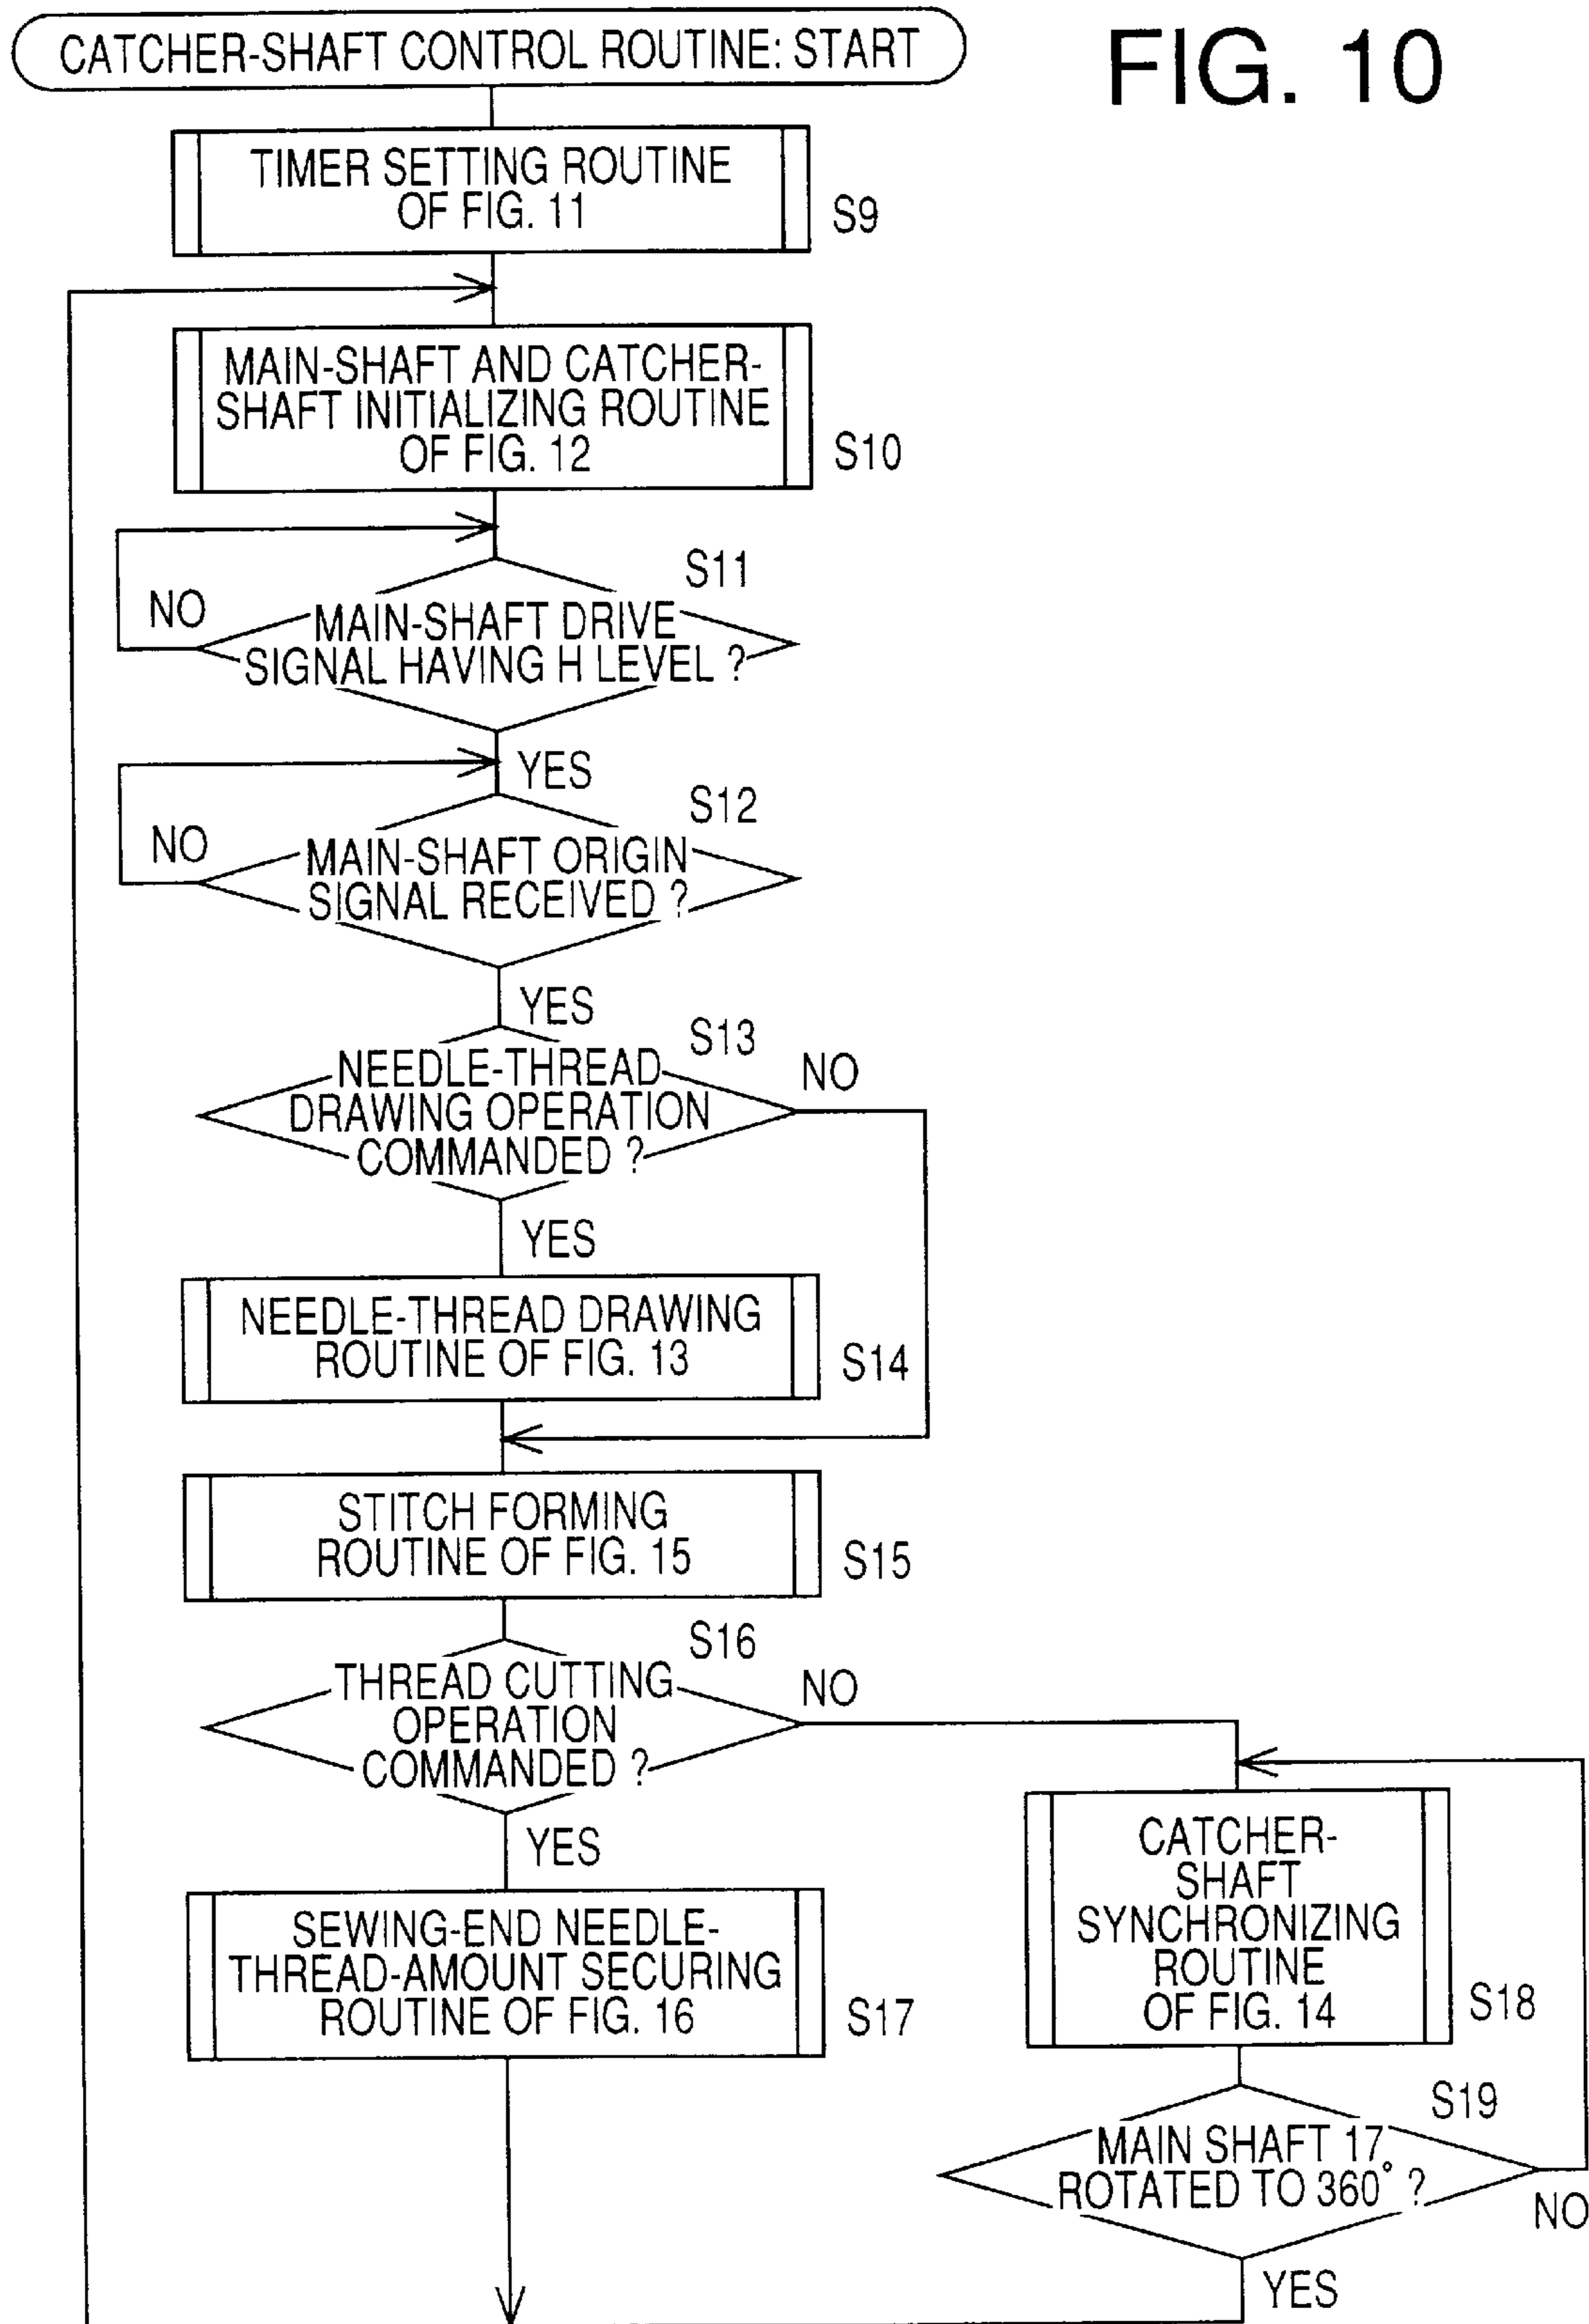 CATCHER-SHAFT CONTROL ROUTINE: START
FIG. 10
TIMER SETTING ROUTINE
OF FIG. 11
S9
MAIN-SHAFT AND CATCHER-
SHAFT INITIALIZING ROUTINE
OF FIG. 12
S10
S11
NO
MAIN-SHAFT DRIVE
SIGNAL HAVING H LEVEL ?
YES
S12
NO
MAIN-SHAFT ORIGIN
SIGNAL RECEIVED ?
YES
S13
NEEDLE-THREAD
DRAWING OPERATION
COMMANDED ?
NO
YES
NEEDLE-THREAD DRAWING
ROUTINE OF FIG. 13
S14
STITCH FORMING
ROUTINE OF FIG. 15
S15
S16
THREAD CUTTING
OPERATION
COMMANDED ?
NO
YES
SEWING-END NEEDLE-
THREAD-AMOUNT SECURING
ROUTINE OF FIG. 16
S17
CATCHER-
SHAFT
SYNCHRONIZING
ROUTINE
OF FIG. 14
S18
S19
MAIN SHAFT 17
ROTATED TO 360° ?
NO
YES